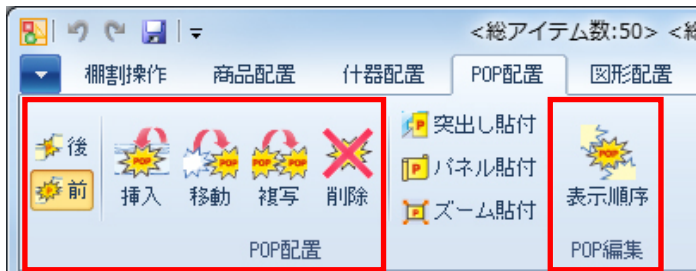 <総アイテム数:50> <総
棚割操作 商品配置 什器配置 POP配置 図形配置
後
前
挿入 移動 複写 削除
突出し貼付
パネル貼付
ズーム貼付
表示順序
POP配置 POP編集